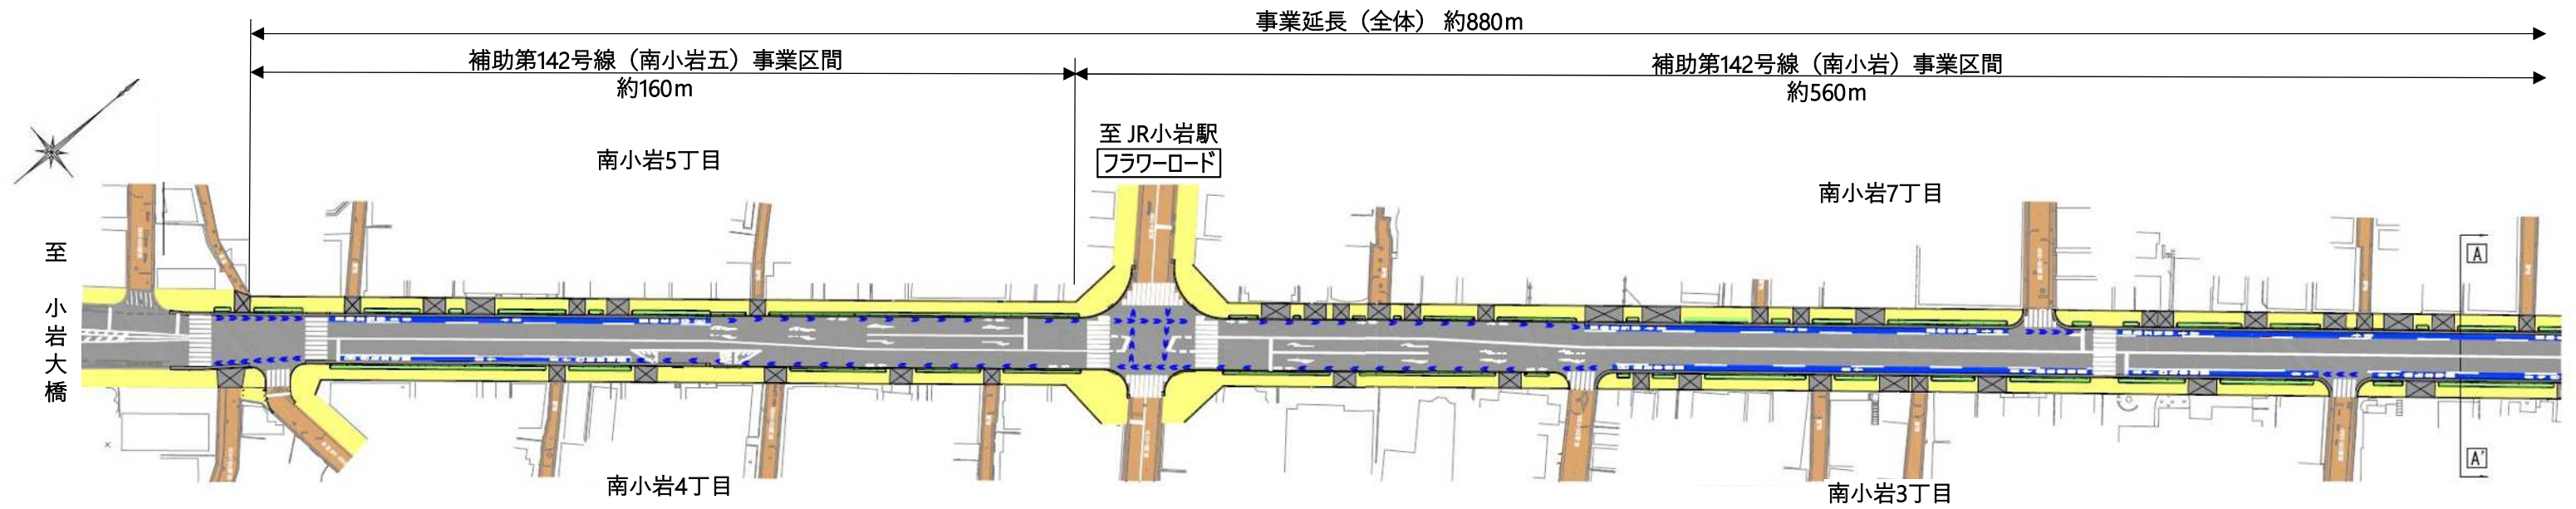 事業延長（全体） 約880m
補助第142号線（南小岩五）事業区間
約160m
補助第142号線（南小岩）事業区間
約560m
至 JR小岩駅
フラワーロード
南小岩5丁目
南小岩7丁目
至 小岩大橋
A
A'
南小岩4丁目
南小岩3丁目